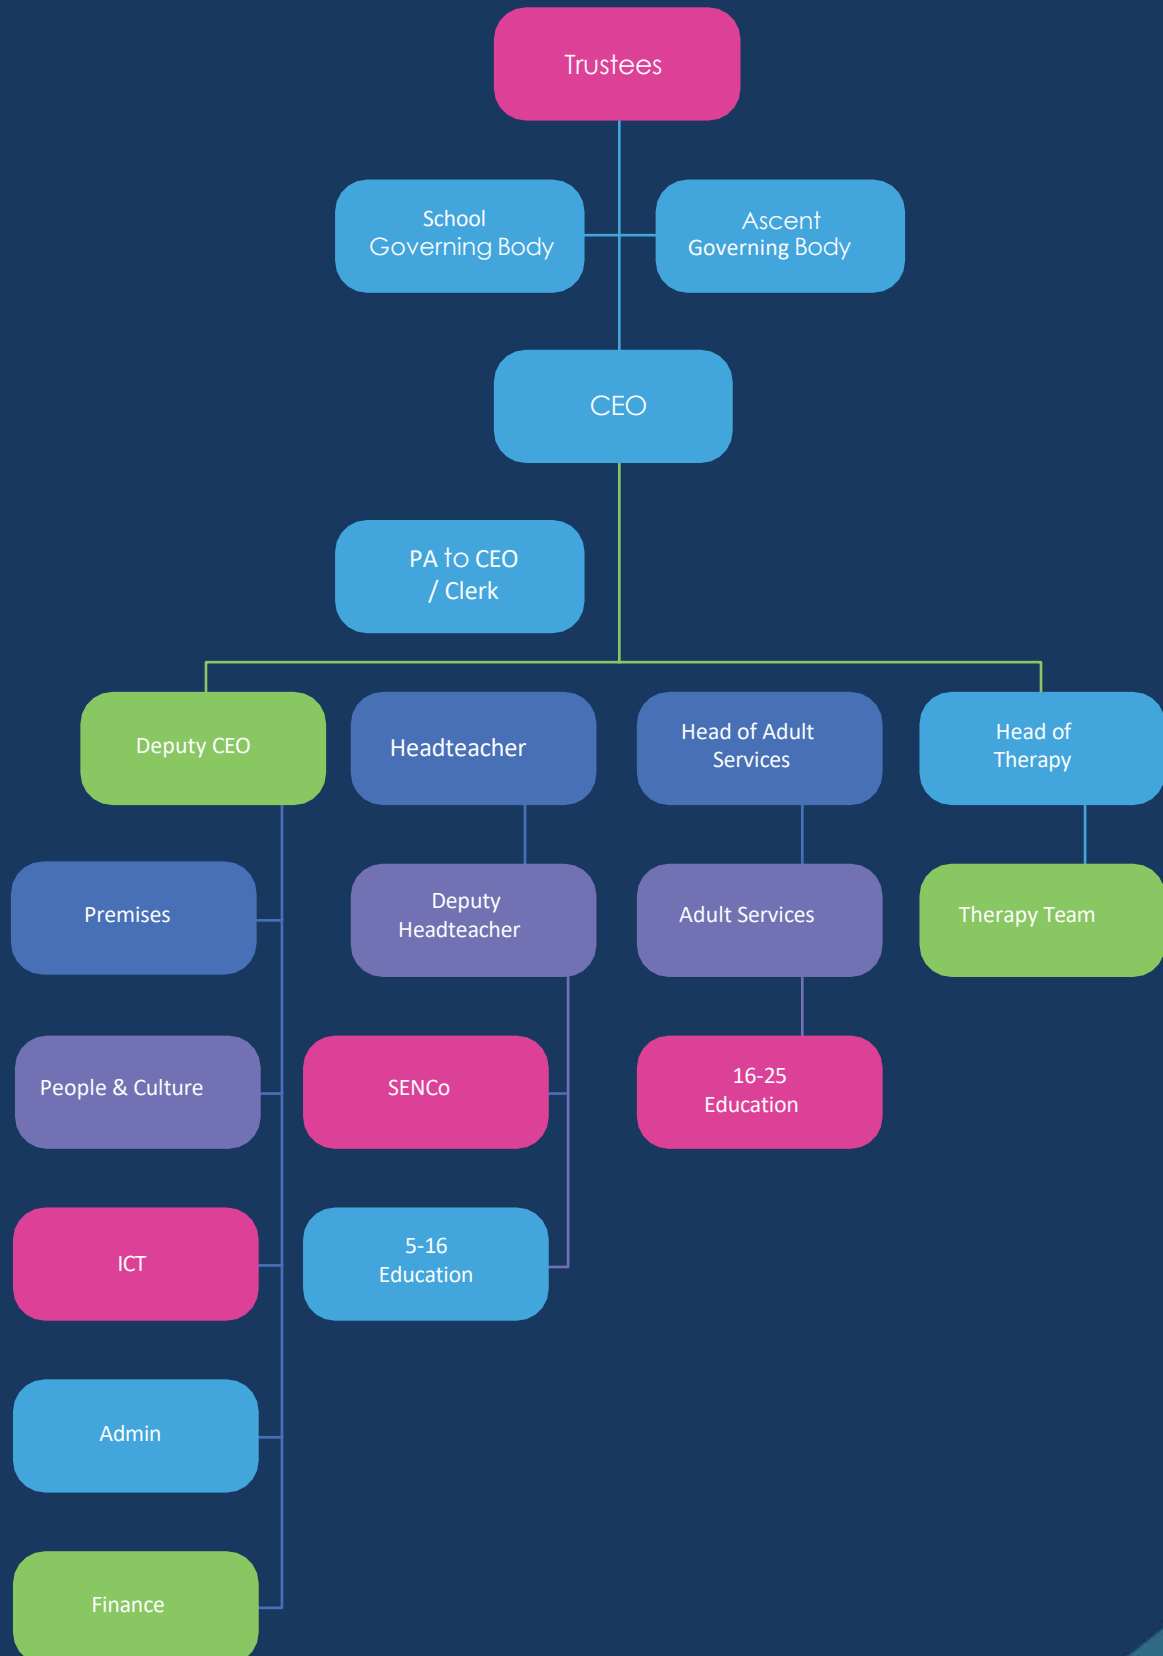 Trustees
School
Governing Body
Ascent
Governing Body
CEO
PA to CEO
/ Clerk
Deputy CEO
Headteacher
Head of Adult
Services
Head of
Therapy
Premises
Deputy
Headteacher
Adult Services
Therapy Team
People & Culture
SENCo
16-25
Education
ICT
5-16
Education
Admin
Finance